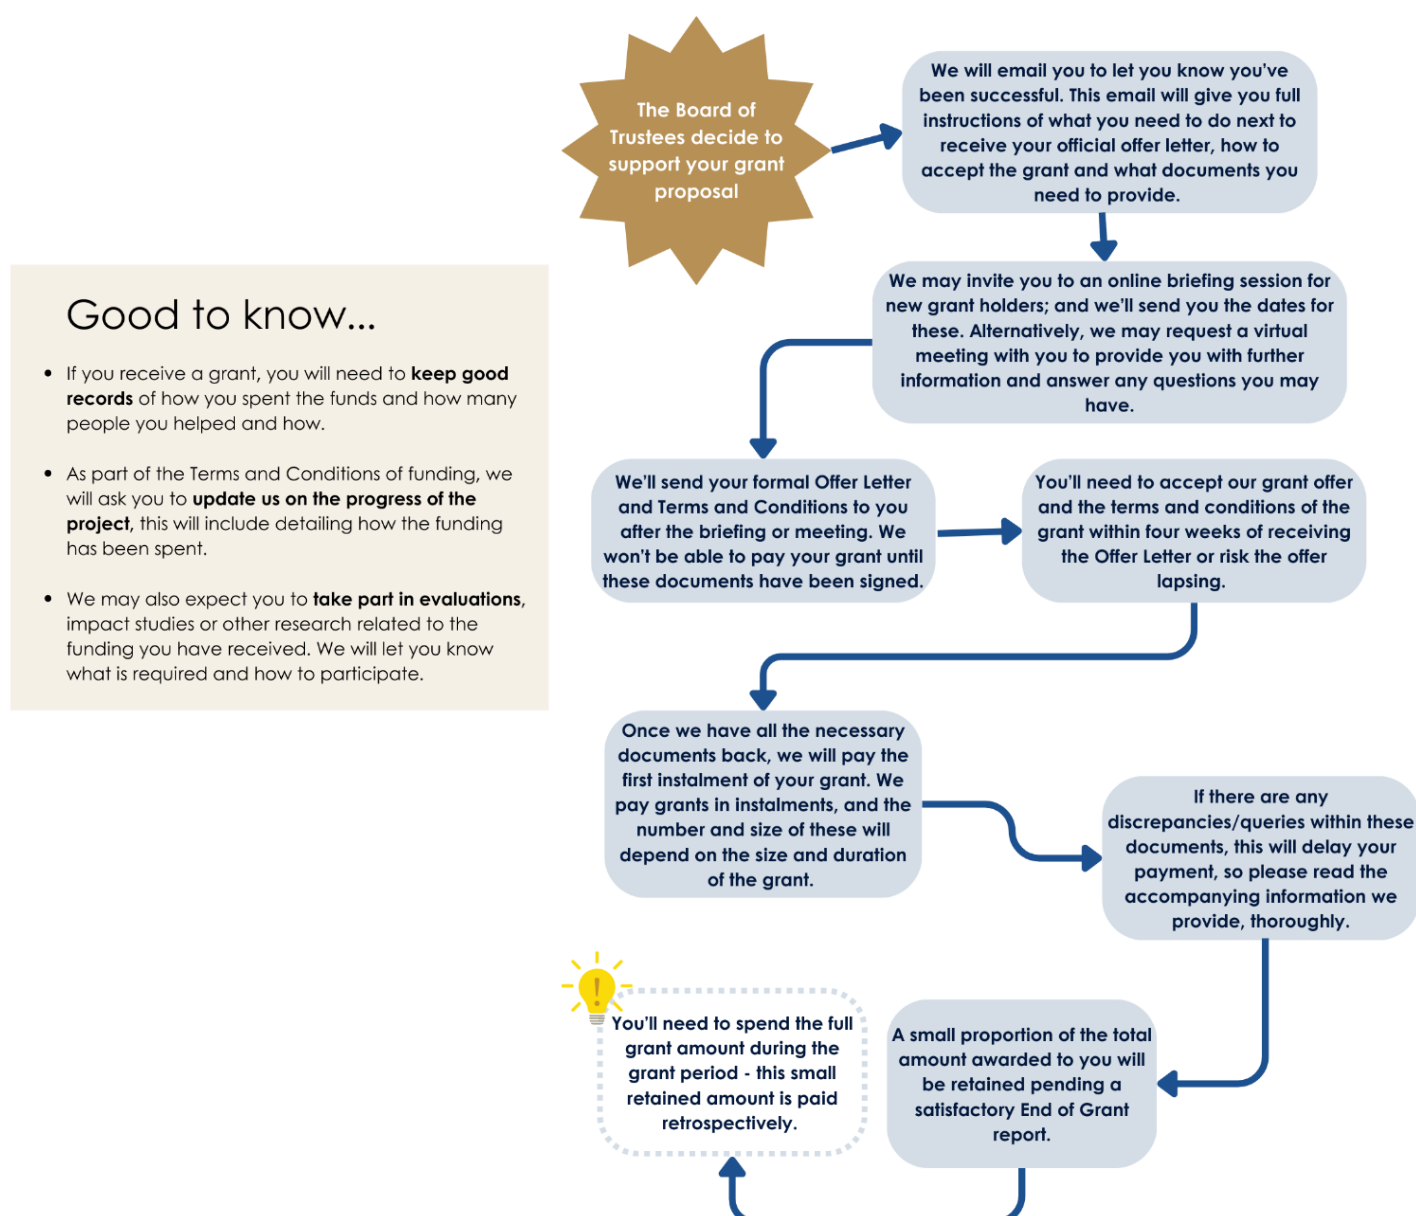 The Board of
Trustees decide to
support your grant
proposal
We will email you to let you know you've
been successful. This email will give you full
instructions of what you need to do next to
receive your official offer letter, how to
accept the grant and what documents you
need to provide.
We may invite you to an online briefing session for
new grant holders; and we'll send you the dates for
these. Alternatively, we may request a virtual
meeting with you to provide you with further
information and answer any questions you may
have.
Good to know...
• If you receive a grant, you will need to keep good
records of how you spent the funds and how many
people you helped and how.
• As part of the Terms and Conditions of funding, we
will ask you to update us on the progress of the
project, this will include detailing how the funding
has been spent.
• We may also expect you to take part in evaluations,
impact studies or other research related to the
funding you have received. We will let you know
what is required and how to participate.
We'll send your formal Offer Letter
and Terms and Conditions to you
after the briefing or meeting. We
won't be able to pay your grant until
these documents have been signed.
You'll need to accept our grant offer
and the terms and conditions of the
grant within four weeks of receiving
the Offer Letter or risk the offer
lapsing.
Once we have all the necessary
documents back, we will pay the
first instalment of your grant. We
pay grants in instalments, and the
number and size of these will
depend on the size and duration
of the grant.
If there are any
discrepancies/queries within these
documents, this will delay your
payment, so please read the
accompanying information we
provide, thoroughly.
A small proportion of the total
amount awarded to you will
be retained pending a
satisfactory End of Grant
report.
You'll need to spend the full
grant amount during the
grant period - this small
retained amount is paid
retrospectively.